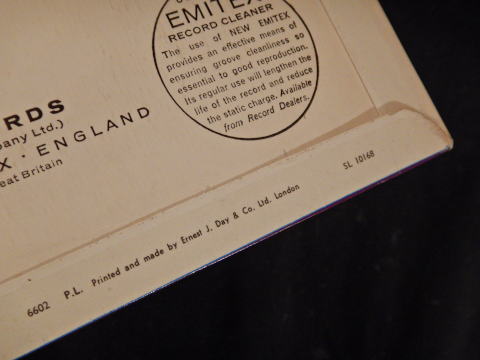 EMITEX
RECORD CLEANER
The use of NEW EMITEX
provides an effective means of
ensuring groove cleanliness so
essential to good reproduction.
Its regular use will lengthen the
life of the record and reduce
the static charge. Available
from Record Dealers.
RDS
pany Ltd.)
X · ENGLAND
eat Britain
6602 P.L. Printed and made by Ernest J. Day & Co. Ltd. London SL 10168